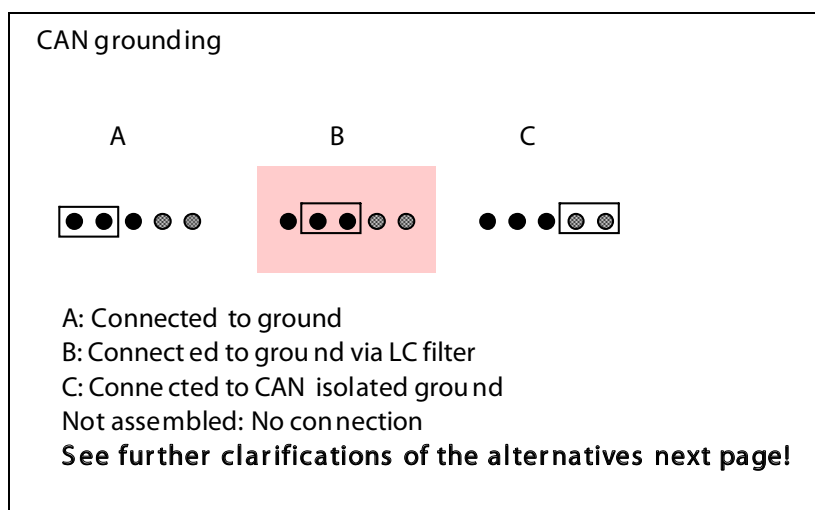 CAN grounding
A B C
A: Connected to ground
B: Connected to ground via LC filter
C: Connected to CAN isolated ground
Not assembled: No connection
See further clarifications of the alternatives next page!